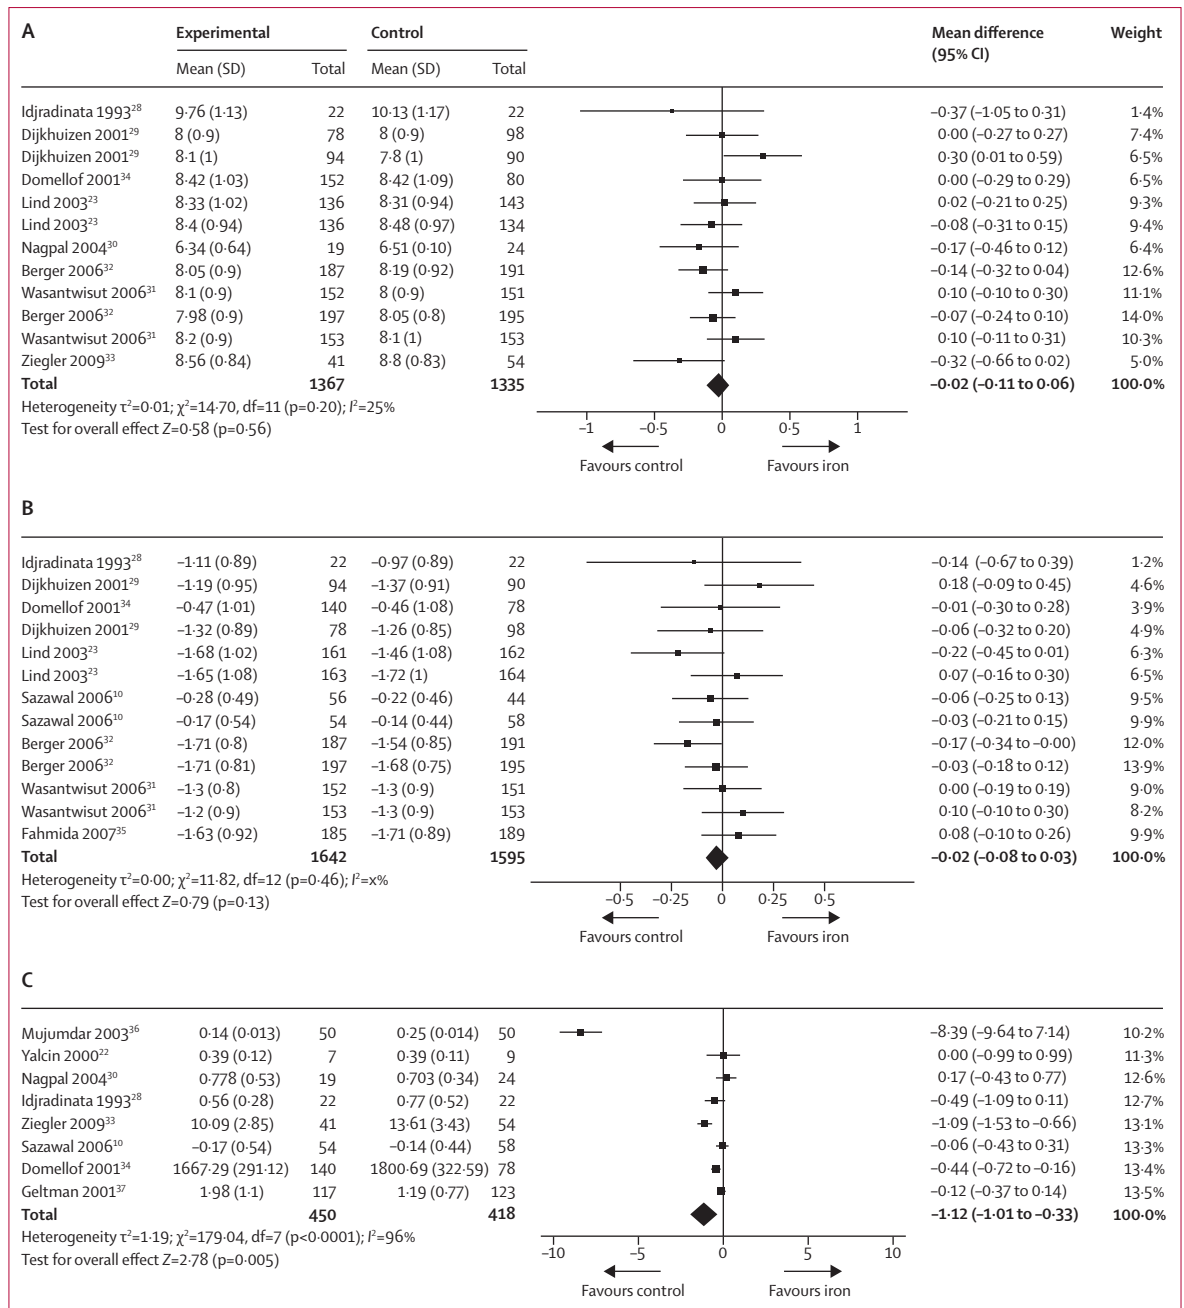 A
Experimental Control Mean difference (95% CI) Weight
Mean (SD) Total Mean (SD) Total
Idjradinata 1993²⁸ 9·76 (1·13) 22 10·13 (1·17) 22 –0·37 (–1·05 to 0·31) 1·4%
Dijkhuizen 2001²⁹ 8 (0·9) 78 8 (0·9) 98 0·00 (–0·27 to 0·27) 7·4%
Dijkhuizen 2001²⁹ 8·1 (1) 94 7·8 (1) 90 0·30 (0·01 to 0·59) 6·5%
Domellof 2001³⁴ 8·42 (1·03) 152 8·42 (1·09) 80 0·00 (–0·29 to 0·29) 6·5%
Lind 2003²³ 8·33 (1·02) 136 8·31 (0·94) 143 0·02 (–0·21 to 0·25) 9·3%
Lind 2003²³ 8·4 (0·94) 136 8·48 (0·97) 134 –0·08 (–0·31 to 0·15) 9·4%
Nagpal 2004³⁰ 6·34 (0·64) 19 6·51 (0·10) 24 –0·17 (–0·46 to 0·12) 6·4%
Berger 2006³² 8·05 (0·9) 187 8·19 (0·92) 191 –0·14 (–0·32 to 0·04) 12·6%
Wasantwisut 2006³¹ 8·1 (0·9) 152 8 (0·9) 151 0·10 (–0·10 to 0·30) 11·1%
Berger 2006³² 7·98 (0·9) 197 8·05 (0·8) 195 –0·07 (–0·24 to 0·10) 14·0%
Wasantwisut 2006³¹ 8·2 (0·9) 153 8·1 (1) 153 0·10 (–0·11 to 0·31) 10·3%
Ziegler 2009³³ 8·56 (0·84) 41 8·8 (0·83) 54 –0·32 (–0·66 to 0·02) 5·0%
Total 1367 1335 –0·02 (–0·11 to 0·06) 100·0%
Heterogeneity τ²=0·01; χ²=14·70, df=11 (p=0·20); I²=25%
Test for overall effect Z=0·58 (p=0·56)
–1 –0·5 0 0·5 1
Favours control Favours iron
B
Idjradinata 1993²⁸ –1·11 (0·89) 22 –0·97 (0·89) 22 –0·14 (–0·67 to 0·39) 1·2%
Dijkhuizen 2001²⁹ –1·19 (0·95) 94 –1·37 (0·91) 90 0·18 (–0·09 to 0·45) 4·6%
Domellof 2001³⁴ –0·47 (1·01) 140 –0·46 (1·08) 78 –0·01 (–0·30 to 0·28) 3·9%
Dijkhuizen 2001²⁹ –1·32 (0·89) 78 –1·26 (0·85) 98 –0·06 (–0·32 to 0·20) 4·9%
Lind 2003²³ –1·68 (1·02) 161 –1·46 (1·08) 162 –0·22 (–0·45 to 0·01) 6·3%
Lind 2003²³ –1·65 (1·08) 163 –1·72 (1) 164 0·07 (–0·16 to 0·30) 6·5%
Sazawal 2006¹⁰ –0·28 (0·49) 56 –0·22 (0·46) 44 –0·06 (–0·25 to 0·13) 9·5%
Sazawal 2006¹⁰ –0·17 (0·54) 54 –0·14 (0·44) 58 –0·03 (–0·21 to 0·15) 9·9%
Berger 2006³² –1·71 (0·8) 187 –1·54 (0·85) 191 –0·17 (–0·34 to –0·00) 12·0%
Berger 2006³² –1·71 (0·81) 197 –1·68 (0·75) 195 –0·03 (–0·18 to 0·12) 13·9%
Wasantwisut 2006³¹ –1·3 (0·8) 152 –1·3 (0·9) 151 0·00 (–0·19 to 0·19) 9·0%
Wasantwisut 2006³¹ –1·2 (0·9) 153 –1·3 (0·9) 153 0·10 (–0·10 to 0·30) 8·2%
Fahmida 2007³⁵ –1·63 (0·92) 185 –1·71 (0·89) 189 0·08 (–0·10 to 0·26) 9·9%
Total 1642 1595 –0·02 (–0·08 to 0·03) 100·0%
Heterogeneity τ²=0·00; χ²=11·82, df=12 (p=0·46); I²=x%
Test for overall effect Z=0·79 (p=0·13)
–0·5 –0·25 0 0·25 0·5
Favours control Favours iron
C
Mujumdar 2003³⁶ 0·14 (0·013) 50 0·25 (0·014) 50 –8·39 (–9·64 to 7·14) 10·2%
Yalcin 2000²² 0·39 (0·12) 7 0·39 (0·11) 9 0·00 (–0·99 to 0·99) 11·3%
Nagpal 2004³⁰ 0·778 (0·53) 19 0·703 (0·34) 24 0·17 (–0·43 to 0·77) 12·6%
Idjradinata 1993²⁸ 0·56 (0·28) 22 0·77 (0·52) 22 –0·49 (–1·09 to 0·11) 12·7%
Ziegler 2009³³ 10·09 (2·85) 41 13·61 (3·43) 54 –1·09 (–1·53 to –0·66) 13·1%
Sazawal 2006¹⁰ –0·17 (0·54) 54 –0·14 (0·44) 58 –0·06 (–0·43 to 0·31) 13·3%
Domellof 2001³⁴ 1667·29 (291·12) 140 1800·69 (322·59) 78 –0·44 (–0·72 to –0·16) 13·4%
Geltman 2001³⁷ 1·98 (1·1) 117 1·19 (0·77) 123 –0·12 (–0·37 to 0·14) 13·5%
Total 450 418 –1·12 (–1·01 to –0·33) 100·0%
Heterogeneity τ²=1·19; χ²=179·04, df=7 (p<0·0001); I²=96%
Test for overall effect Z=2·78 (p=0·005)
–10 –5 0 5 10
Favours control Favours iron